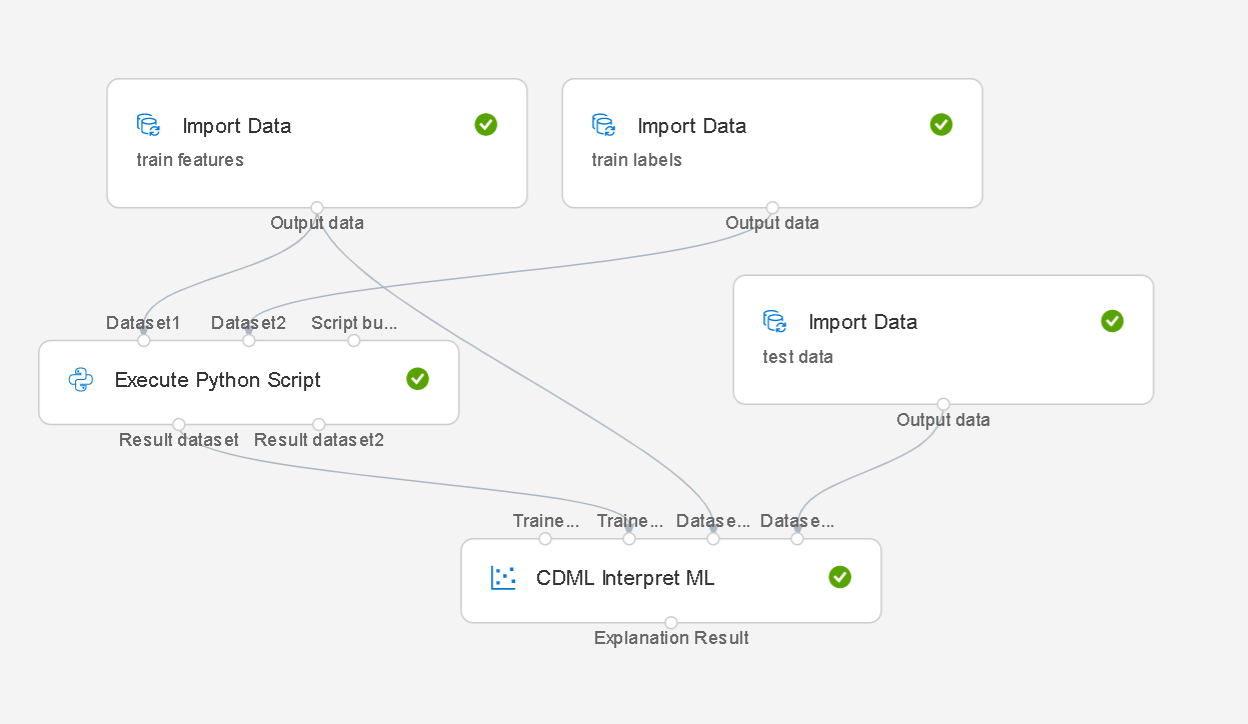 Import Data
train features
Output data
Import Data
train labels
Output data
Import Data
test data
Output data
Dataset1 Dataset2 Script bu...
Execute Python Script
Result dataset Result dataset2
Traine... Traine... Datase... Datase...
CDML Interpret ML
Explanation Result